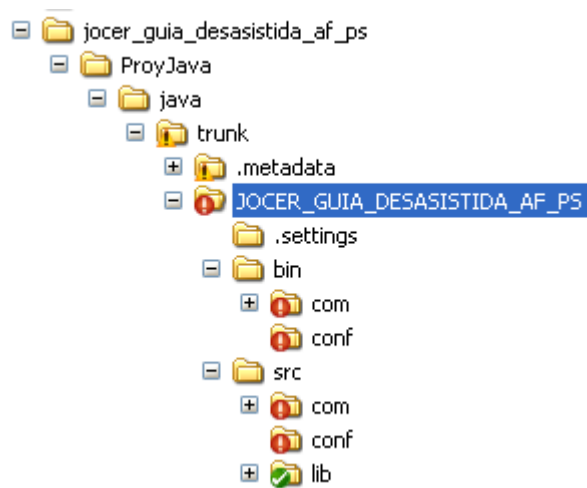 jocer_guia_desasistida_af_ps
ProyJava
java
trunk
.metadata
JOCER_GUIA_DESASISTIDA_AF_PS
.settings
bin
com
conf
src
com
conf
lib